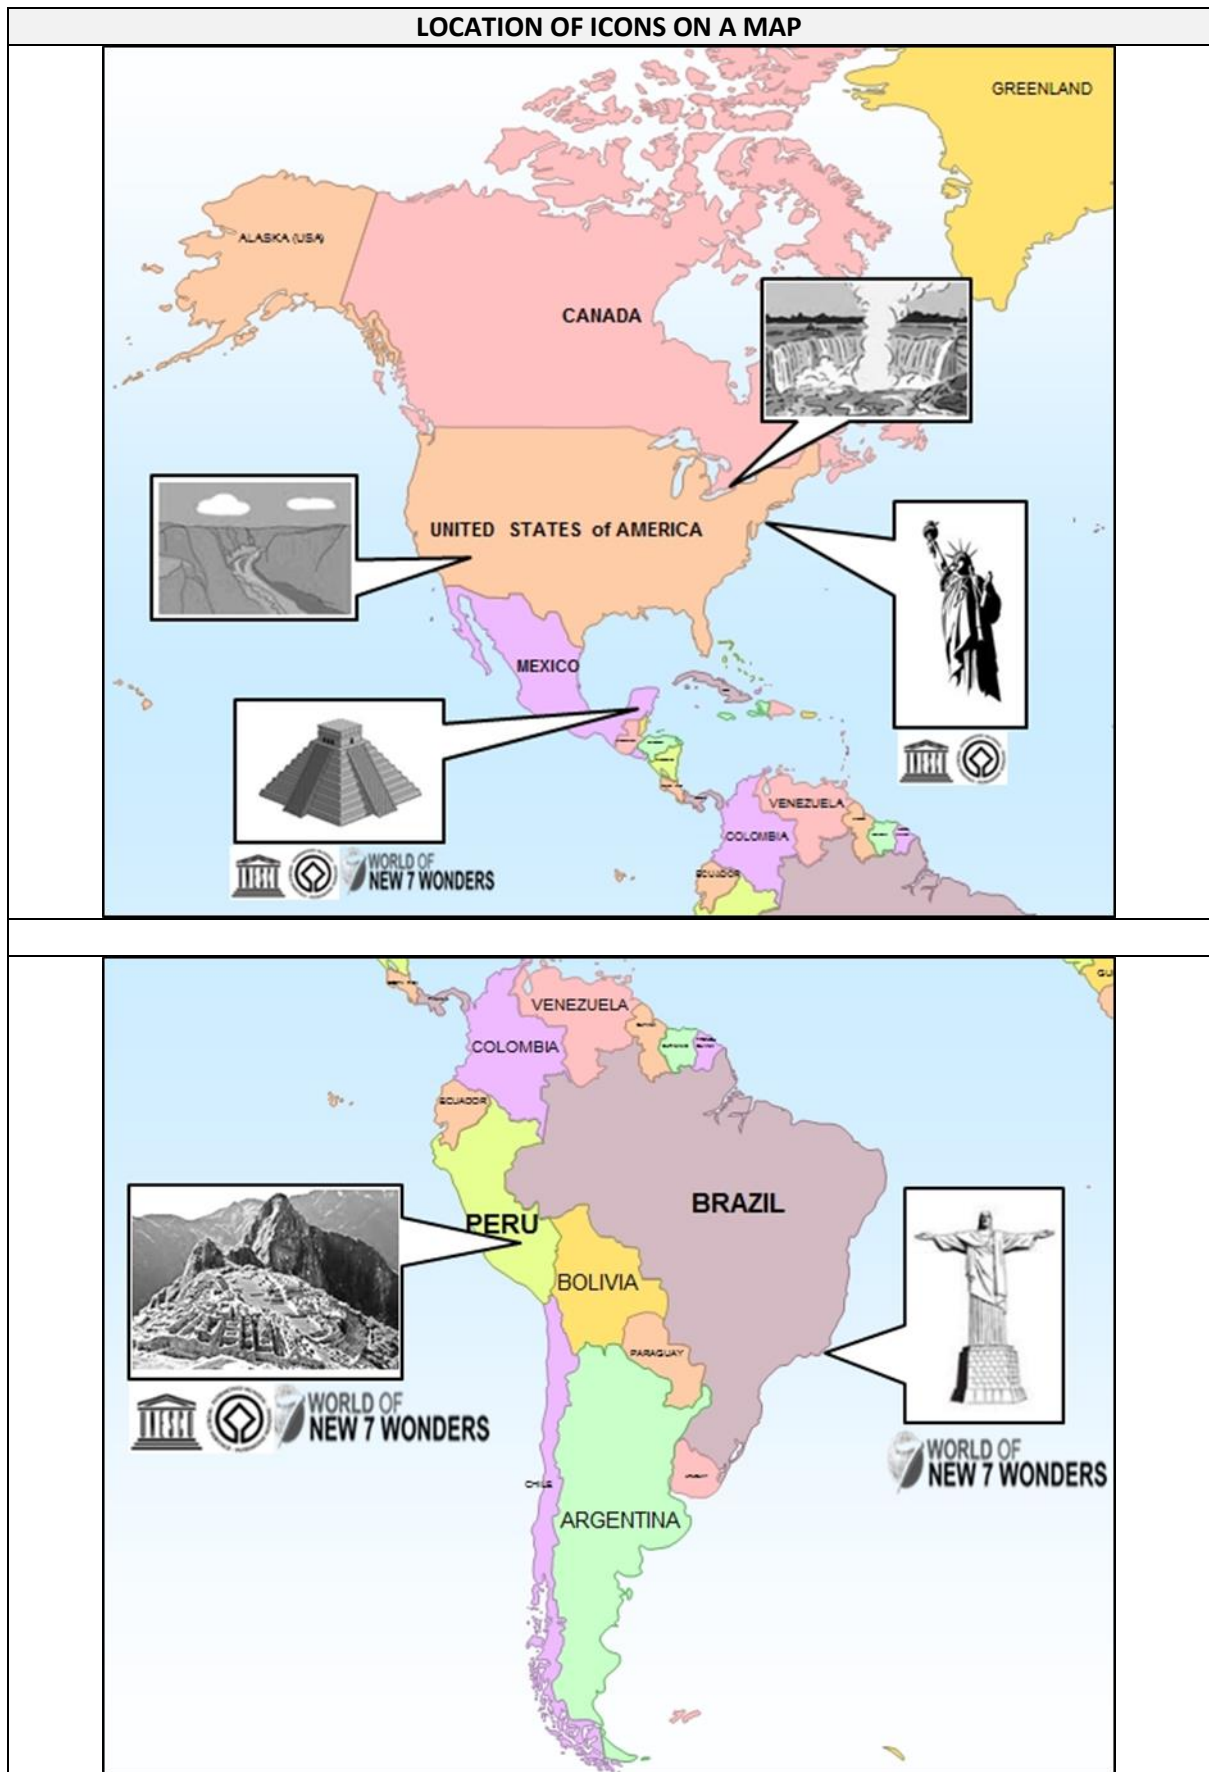 LOCATION OF ICONS ON A MAP
GREENLAND
ALASKA (USA)
CANADA
UNITED STATES of AMERICA
MEXICO
VENEZUELA
COLOMBIA
ECUADOR
WORLD OF
NEW 7 WONDERS
VENEZUELA
COLOMBIA
ECUADOR
GU
PERU
BRAZIL
BOLIVIA
PARAGUAY
WORLD OF
NEW 7 WONDERS
WORLD OF
NEW 7 WONDERS
CHILE
ARGENTINA
URUGUAY